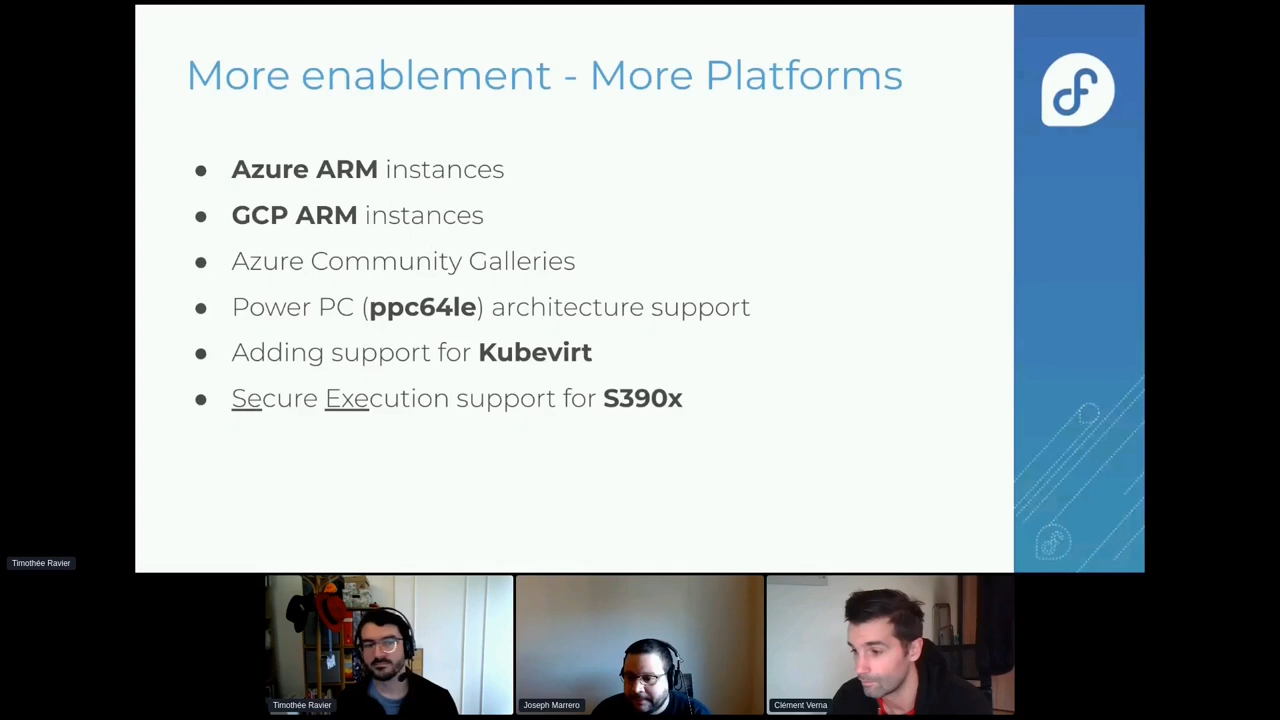 More enablement - More Platforms
● Azure ARM instances
● GCP ARM instances
● Azure Community Galleries
● Power PC (ppc64le) architecture support
● Adding support for Kubevirt
● Secure Execution support for S390x
Timothée Ravier
Timothée Ravier
Joseph Marrero
Clément Verna